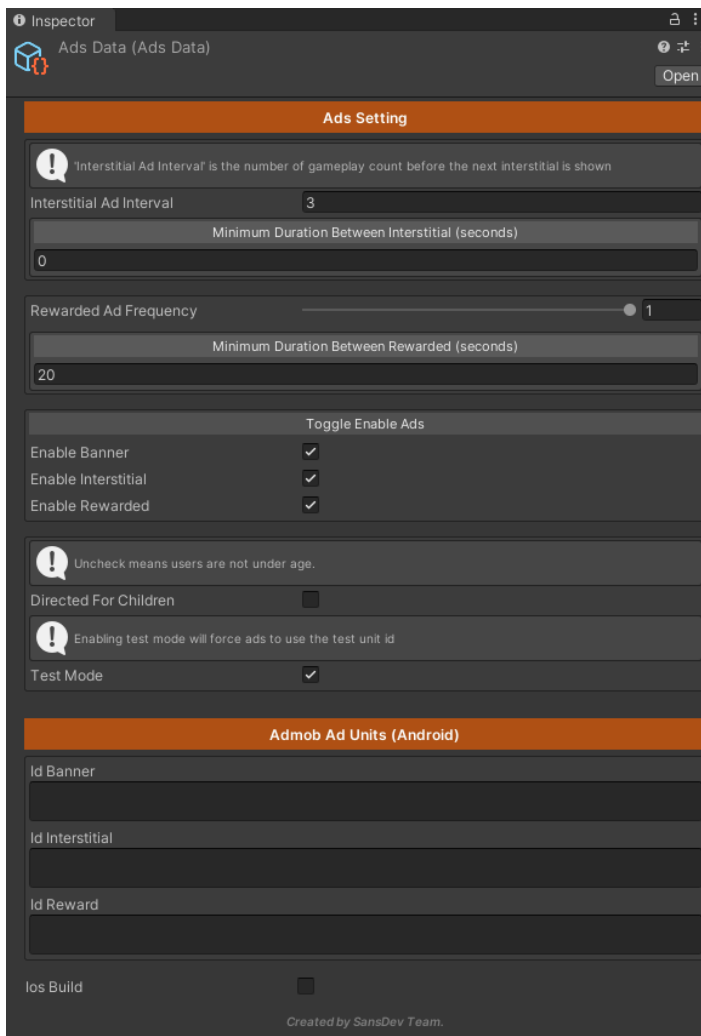 Inspector
Ads Data (Ads Data)
Open
Ads Setting
'Interstitial Ad Interval' is the number of gameplay count before the next interstitial is shown
Interstitial Ad Interval 3
Minimum Duration Between Interstitial (seconds)
0
Rewarded Ad Frequency 1
Minimum Duration Between Rewarded (seconds)
20
Toggle Enable Ads
Enable Banner
Enable Interstitial
Enable Rewarded
Uncheck means users are not under age.
Directed For Children
Enabling test mode will force ads to use the test unit id
Test Mode
Admob Ad Units (Android)
Id Banner
Id Interstitial
Id Reward
Ios Build
Created by SansDev Team.